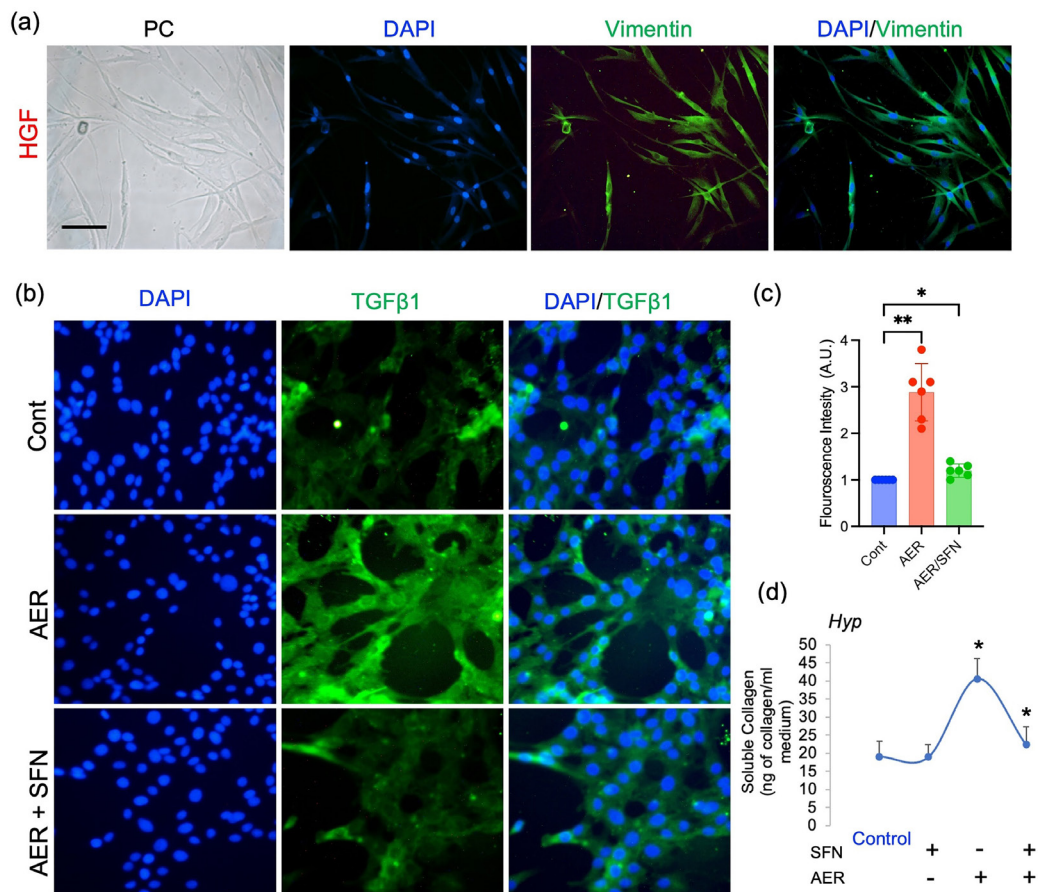 (a)
PC DAPI Vimentin DAPI/Vimentin
HGF
(b)
DAPI TGFβ1 DAPI/TGFβ1
Cont
AER
AER + SFN
(c)
* 
**
Flouroscence Intesity (A.U.)
4
3
2
1
0
Cont AER AER/SFN
(d)
Hyp
Soluble Collagen
(ng of collagen/ml
medium)
50
45
40
35
30
25
20
15
10
5
0
*
*
Control
SFN + - +
AER - + +